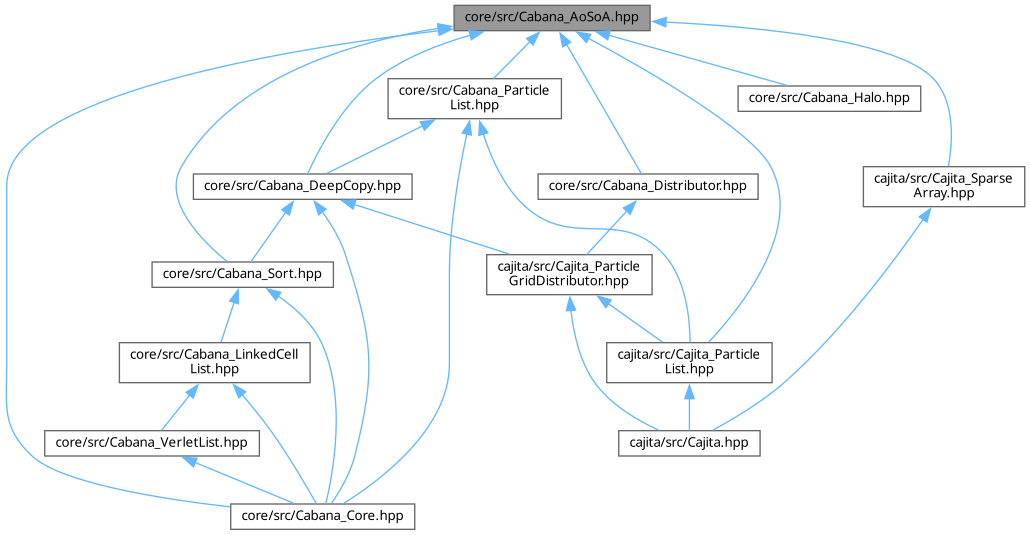 core/src/Cabana_AoSoA.hpp
core/src/Cabana_Particle
List.hpp
core/src/Cabana_Halo.hpp
core/src/Cabana_DeepCopy.hpp
core/src/Cabana_Distributor.hpp
cajita/src/Cajita_Sparse
Array.hpp
core/src/Cabana_Sort.hpp
cajita/src/Cajita_Particle
GridDistributor.hpp
core/src/Cabana_LinkedCell
List.hpp
cajita/src/Cajita_Particle
List.hpp
core/src/Cabana_VerletList.hpp
cajita/src/Cajita.hpp
core/src/Cabana_Core.hpp